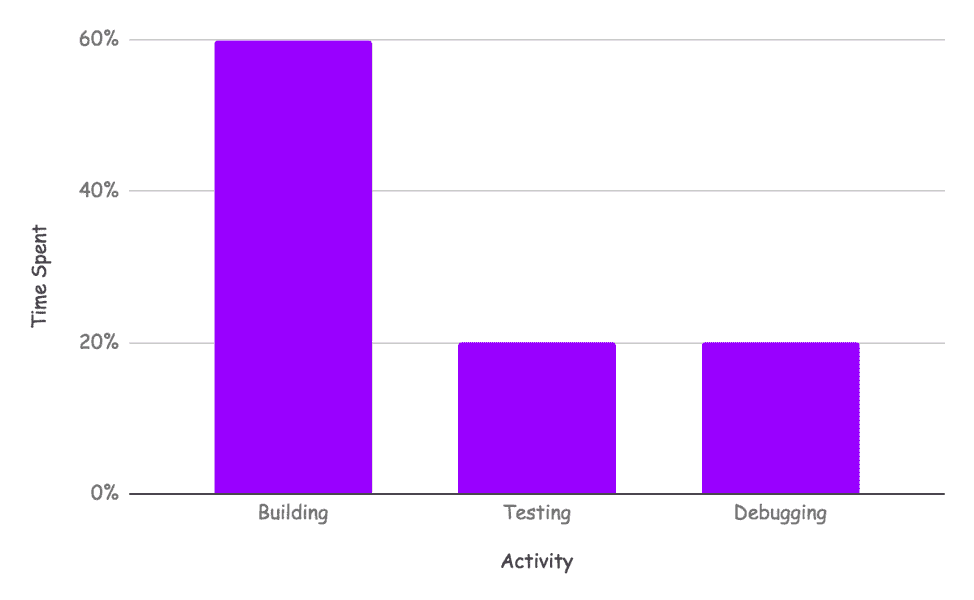 60%
40%
20%
0%
Time Spent
Building
Testing
Debugging
Activity